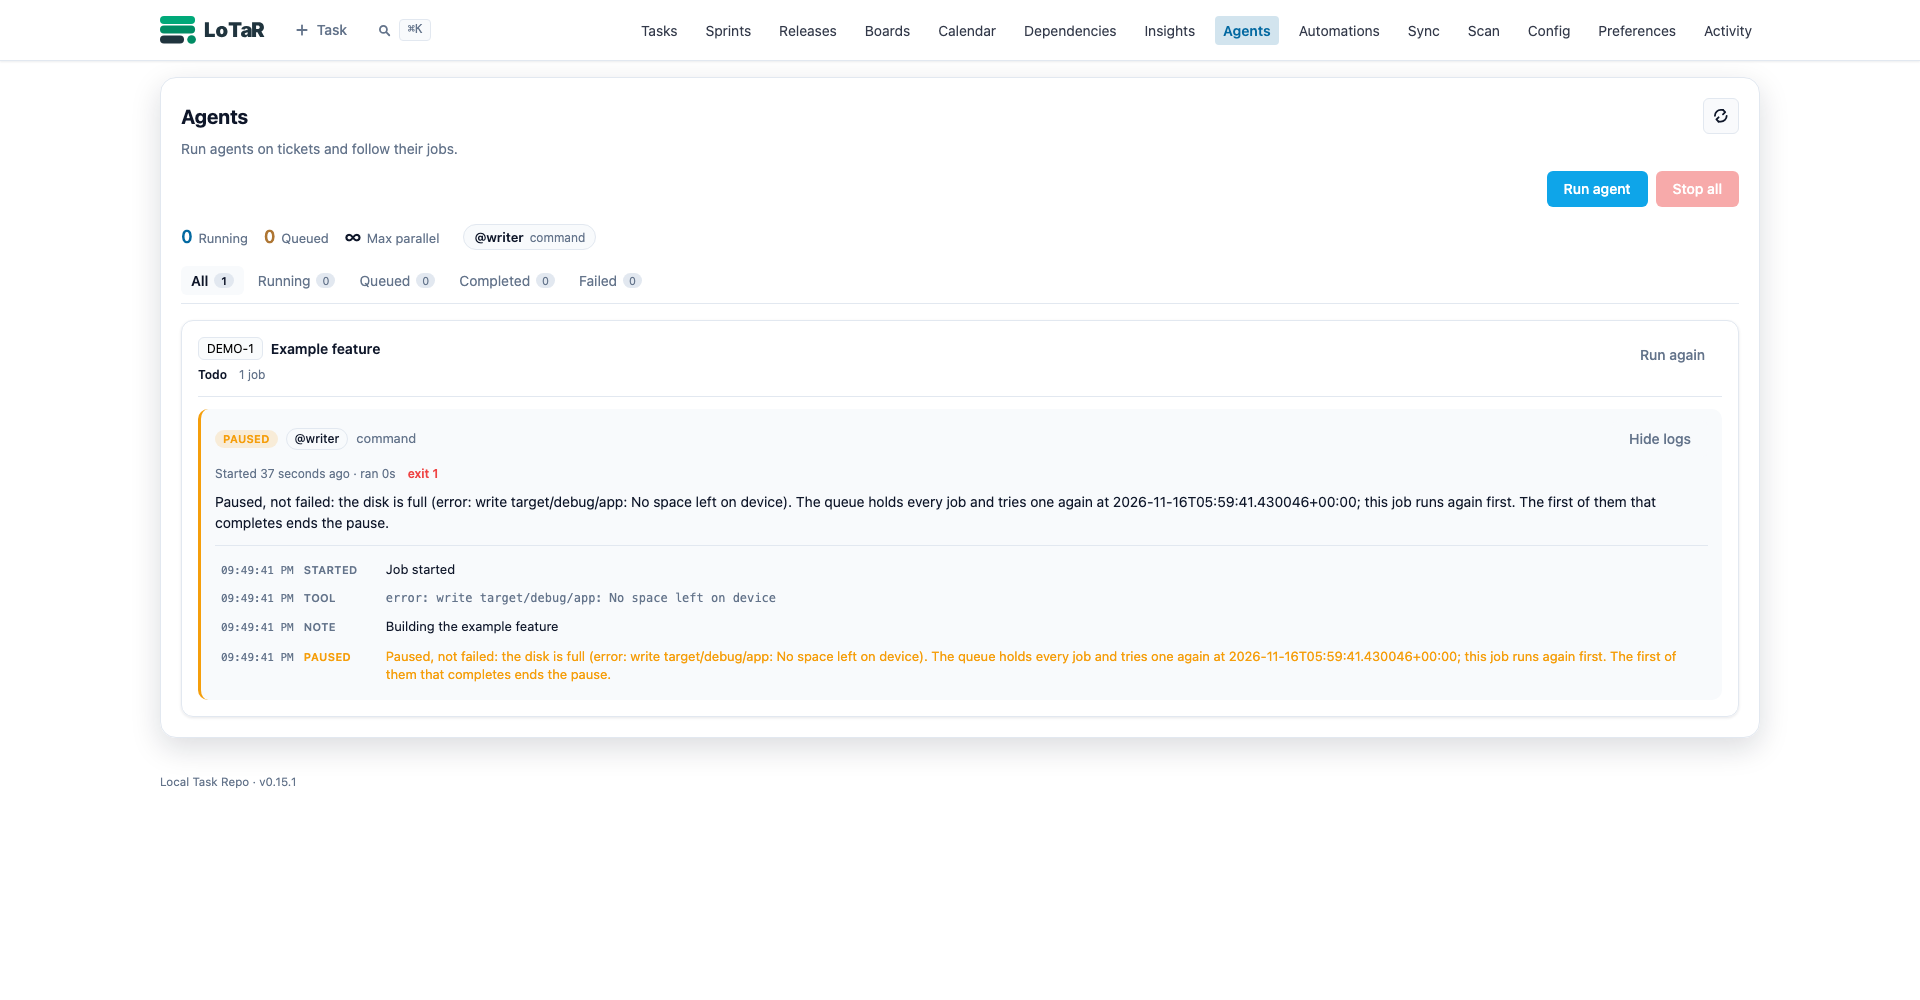 LoTaR
+ Task
⌘K
Tasks
Sprints
Releases
Boards
Calendar
Dependencies
Insights
Agents
Automations
Sync
Scan
Config
Preferences
Activity
Agents
Run agents on tickets and follow their jobs.
Run agent
Stop all
0 Running
0 Queued
∞ Max parallel
@writer command
All 1
Running 0
Queued 0
Completed 0
Failed 0
DEMO-1 Example feature
Run again
Todo 1 job
PAUSED @writer command
Hide logs
Started 37 seconds ago · ran 0s exit 1
Paused, not failed: the disk is full (error: write target/debug/app: No space left on device). The queue holds every job and tries one again at 2026-11-16T05:59:41.430046+00:00; this job runs again first. The first of them that
completes ends the pause.
09:49:41 PM STARTED Job started
09:49:41 PM TOOL error: write target/debug/app: No space left on device
09:49:41 PM NOTE Building the example feature
09:49:41 PM PAUSED Paused, not failed: the disk is full (error: write target/debug/app: No space left on device). The queue holds every job and tries one again at 2026-11-16T05:59:41.430046+00:00; this job runs again first. The first of
them that completes ends the pause.
Local Task Repo · v0.15.1